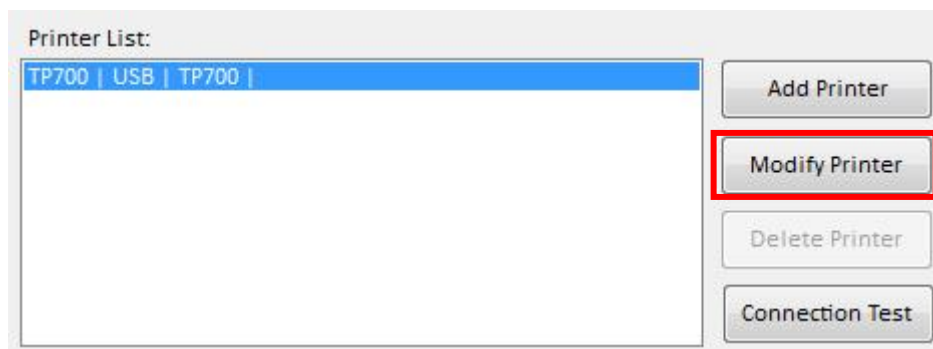 Printer List:
TP700 | USB | TP700 |
Add Printer
Modify Printer
Delete Printer
Connection Test